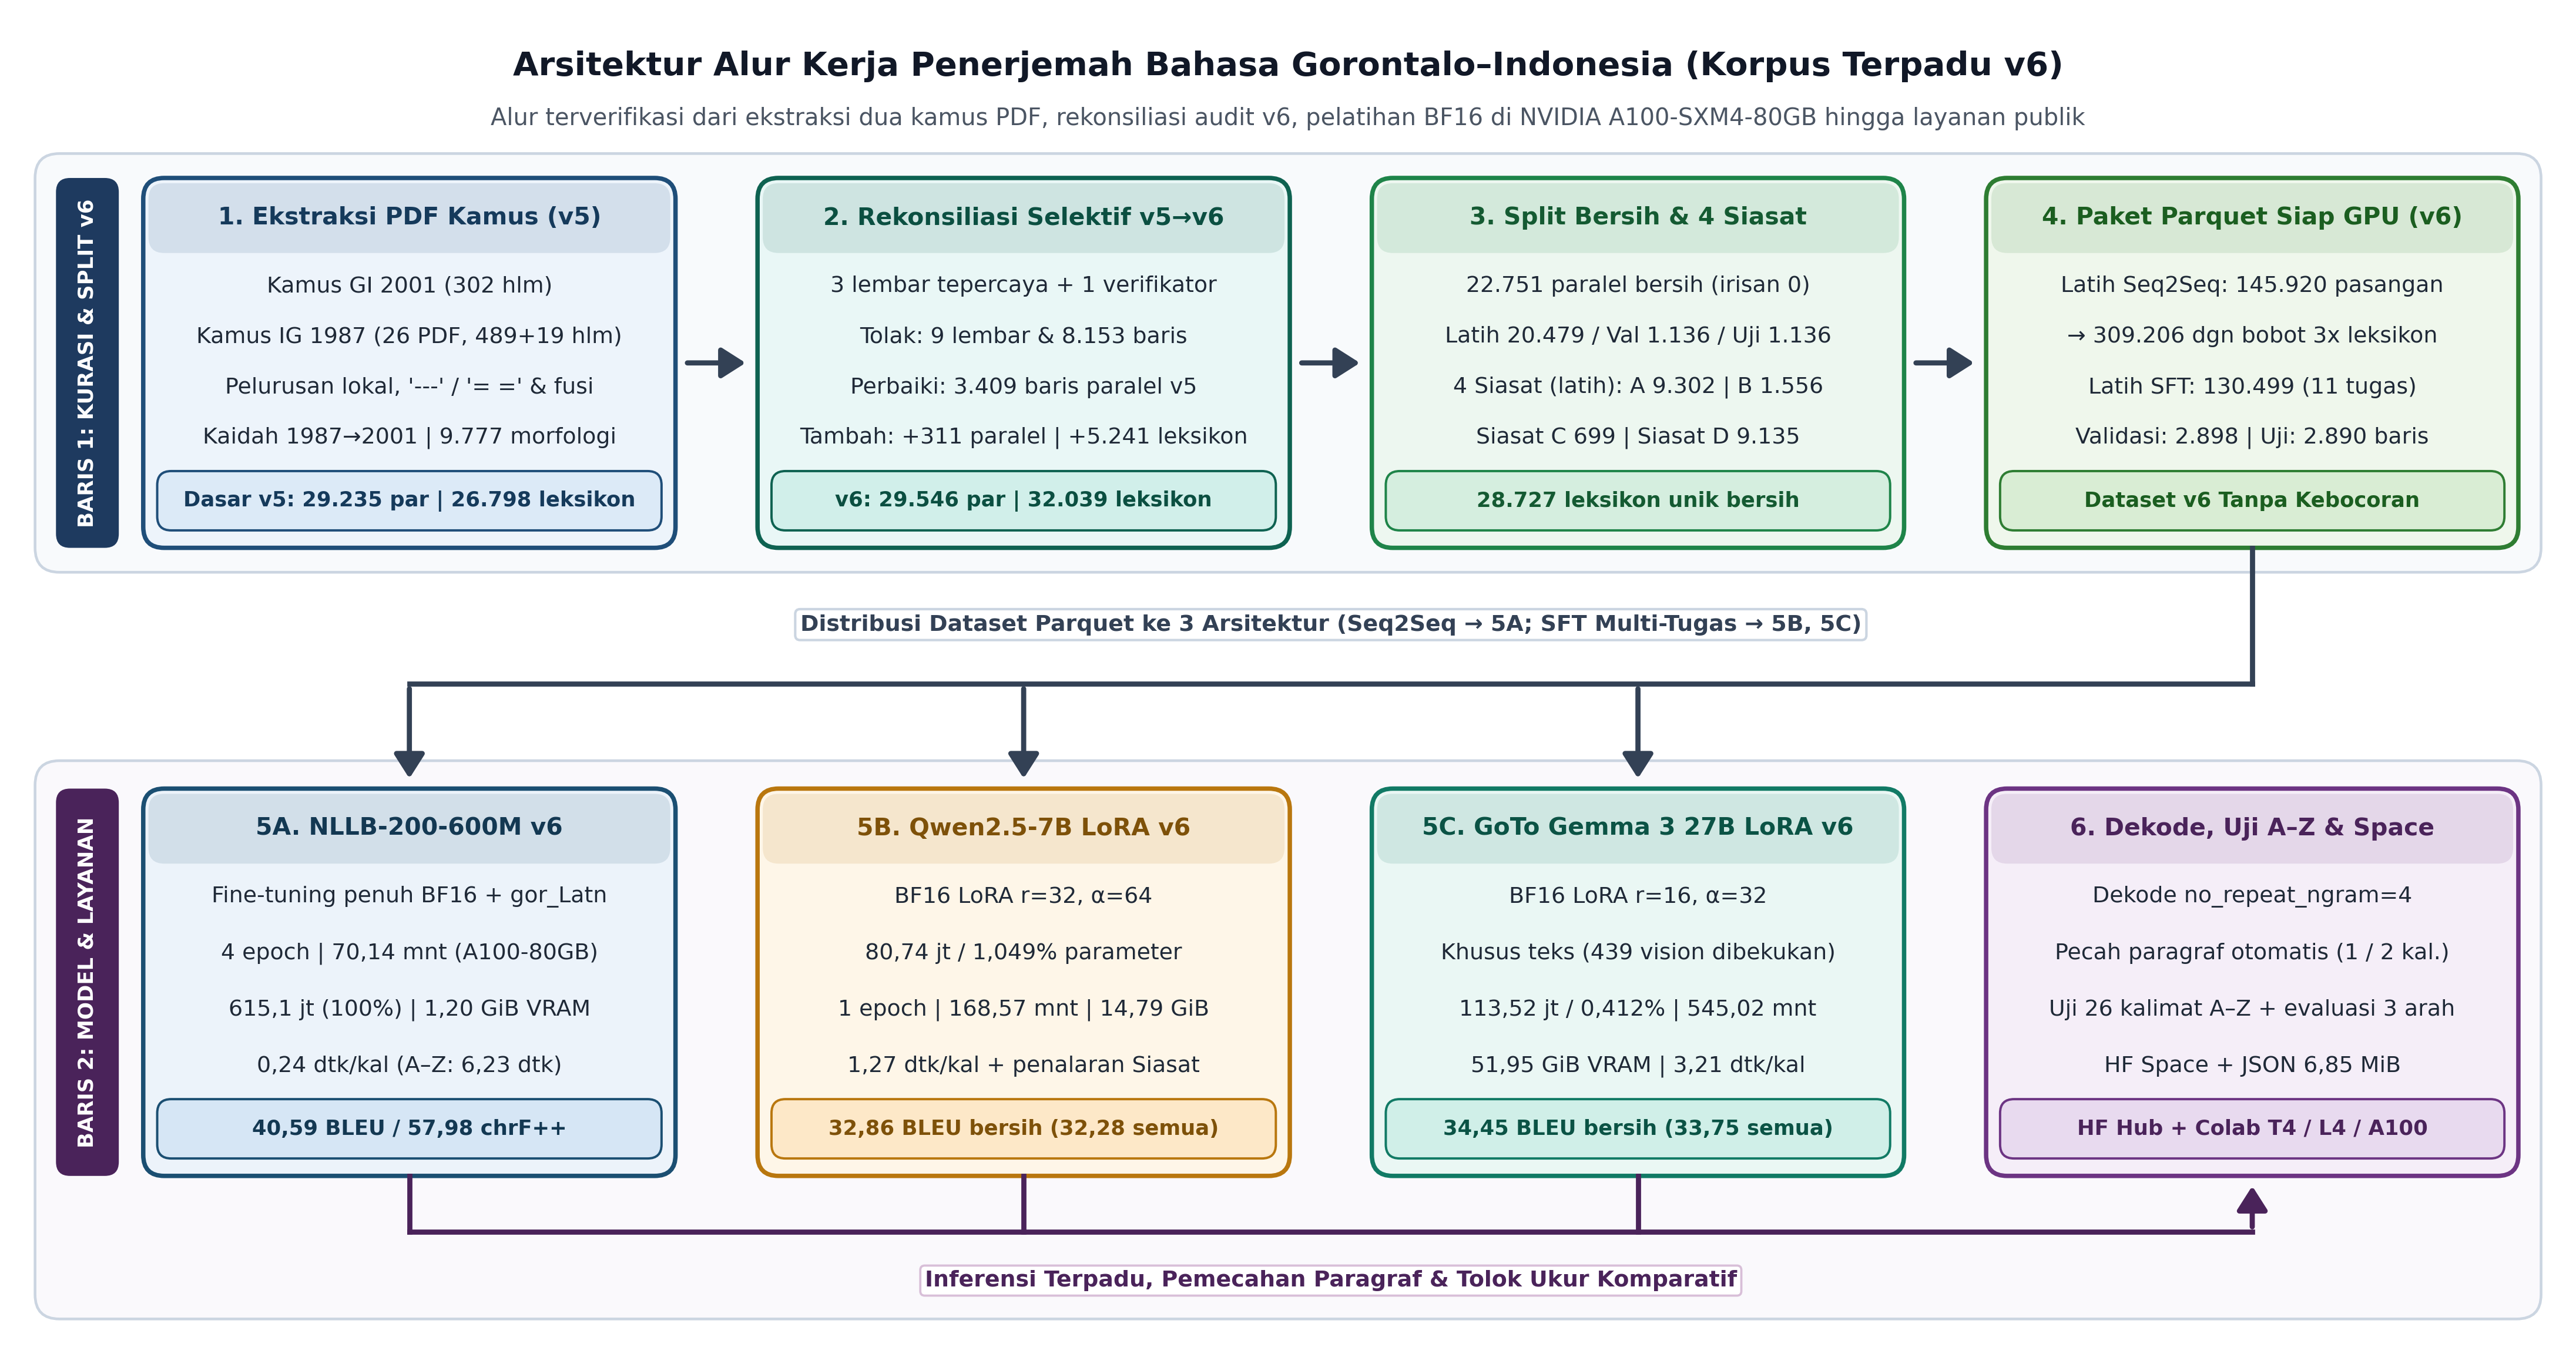 Arsitektur Alur Kerja Penerjemah Bahasa Gorontalo–Indonesia (Korpus Terpadu v6)
Alur terverifikasi dari ekstraksi dua kamus PDF, rekonsiliasi audit v6, pelatihan BF16 di NVIDIA A100-SXM4-80GB hingga layanan publik
BARIS 1: KURASI & SPLIT v6
1. Ekstraksi PDF Kamus (v5)
Kamus GI 2001 (302 hlm)
Kamus IG 1987 (26 PDF, 489+19 hlm)
Pelurusan lokal, '---' / '= =' & fusi
Kaidah 1987→2001 | 9.777 morfologi
Dasar v5: 29.235 par | 26.798 leksikon
2. Rekonsiliasi Selektif v5→v6
3 lembar tepercaya + 1 verifikator
Tolak: 9 lembar & 8.153 baris
Perbaiki: 3.409 baris paralel v5
Tambah: +311 paralel | +5.241 leksikon
v6: 29.546 par | 32.039 leksikon
3. Split Bersih & 4 Siasat
22.751 paralel bersih (irisan 0)
Latih 20.479 / Val 1.136 / Uji 1.136
4 Siasat (latih): A 9.302 | B 1.556
Siasat C 699 | Siasat D 9.135
28.727 leksikon unik bersih
4. Paket Parquet Siap GPU (v6)
Latih Seq2Seq: 145.920 pasangan
→ 309.206 dgn bobot 3x leksikon
Latih SFT: 130.499 (11 tugas)
Validasi: 2.898 | Uji: 2.890 baris
Dataset v6 Tanpa Kebocoran
Distribusi Dataset Parquet ke 3 Arsitektur (Seq2Seq → 5A; SFT Multi-Tugas → 5B, 5C)
BARIS 2: MODEL & LAYANAN
5A. NLLB-200-600M v6
Fine-tuning penuh BF16 + gor_Latn
4 epoch | 70,14 mnt (A100-80GB)
615,1 jt (100%) | 1,20 GiB VRAM
0,24 dtk/kal (A–Z: 6,23 dtk)
40,59 BLEU / 57,98 chrF++
5B. Qwen2.5-7B LoRA v6
BF16 LoRA r=32, α=64
80,74 jt / 1,049% parameter
1 epoch | 168,57 mnt | 14,79 GiB
1,27 dtk/kal + penalaran Siasat
32,86 BLEU bersih (32,28 semua)
5C. GoTo Gemma 3 27B LoRA v6
BF16 LoRA r=16, α=32
Khusus teks (439 vision dibekukan)
113,52 jt / 0,412% | 545,02 mnt
51,95 GiB VRAM | 3,21 dtk/kal
34,45 BLEU bersih (33,75 semua)
6. Dekode, Uji A–Z & Space
Dekode no_repeat_ngram=4
Pecah paragraf otomatis (1 / 2 kal.)
Uji 26 kalimat A–Z + evaluasi 3 arah
HF Space + JSON 6,85 MiB
HF Hub + Colab T4 / L4 / A100
Inferensi Terpadu, Pemecahan Paragraf & Tolok Ukur Komparatif